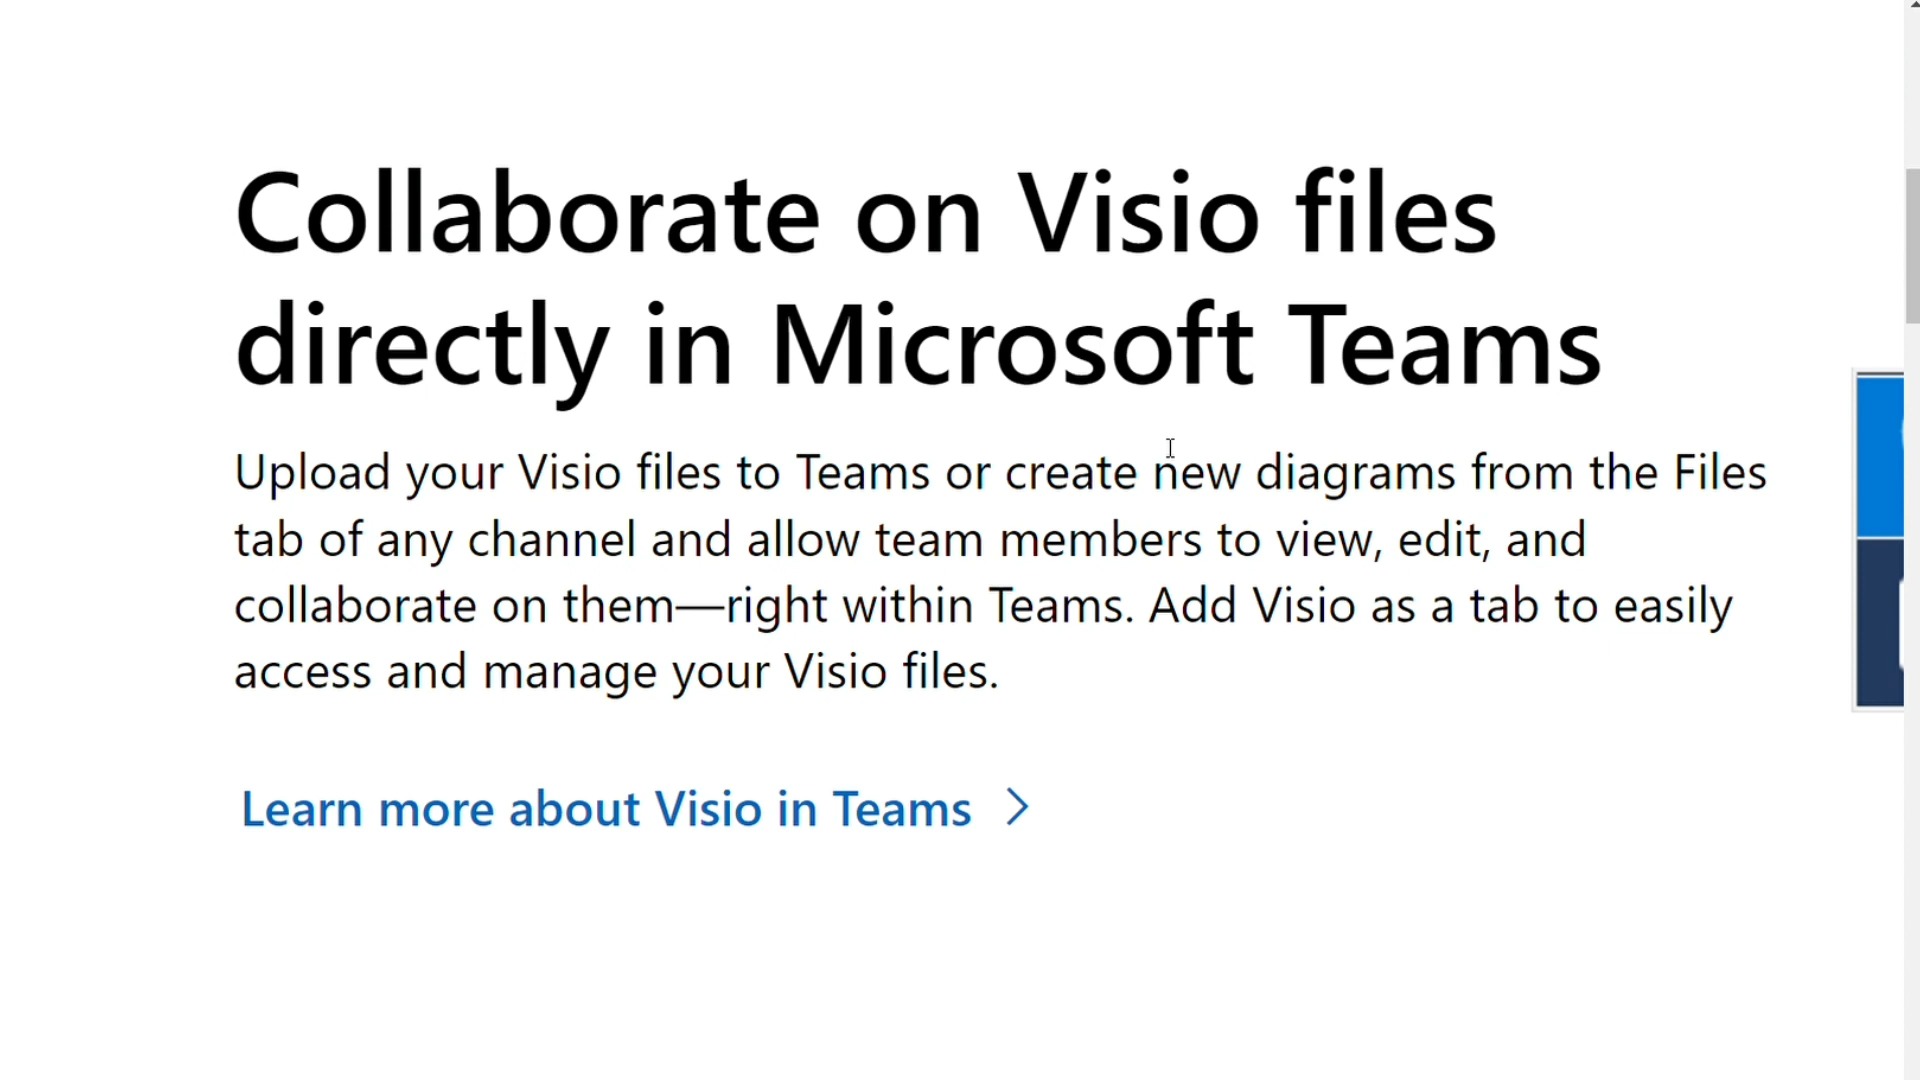 Collaborate on Visio files
directly in Microsoft Teams
Upload your Visio files to Teams or create new diagrams from the Files
tab of any channel and allow team members to view, edit, and
collaborate on them—right within Teams. Add Visio as a tab to easily
access and manage your Visio files.
Learn more about Visio in Teams